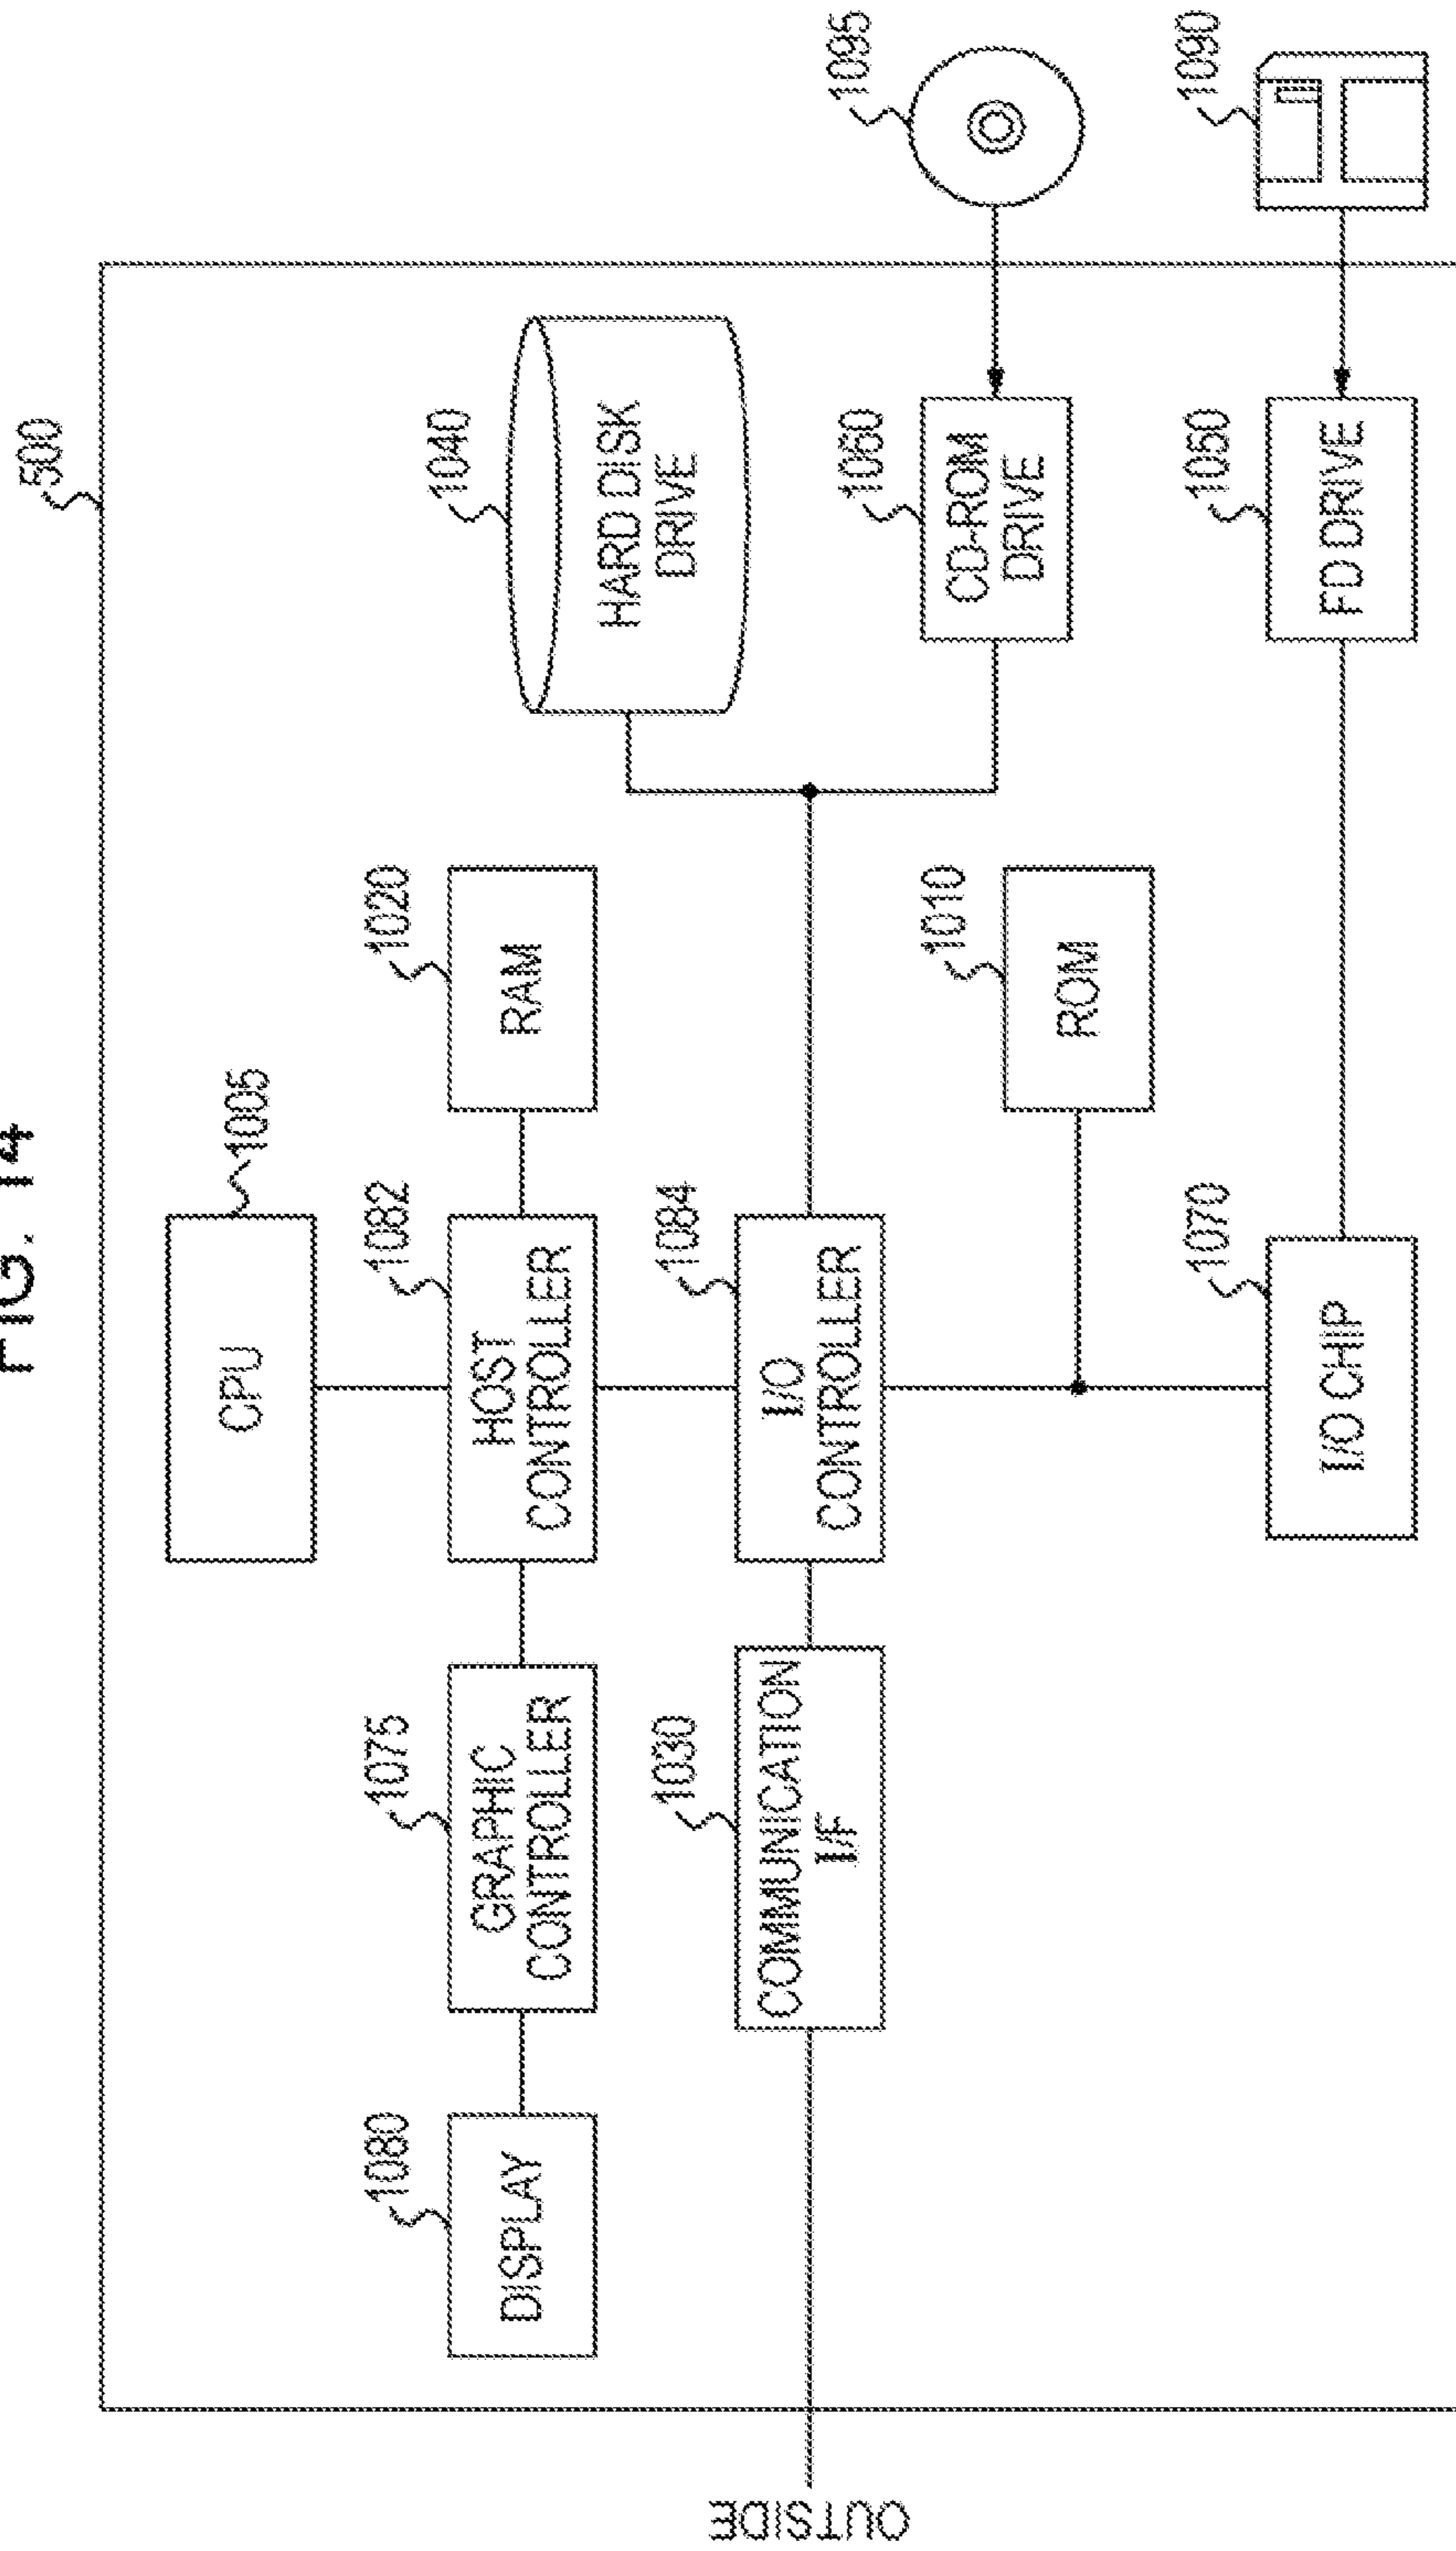 FIG. 14
500
CPU
1005
1080
DISPLAY
1075
GRAPHIC
CONTROLLER
1082
HOST
CONTROLLER
1020
RAM
1040
HARD DISK
DRIVE
OUTSIDE
1030
COMMUNICATION
I/F
1084
I/O
CONTROLLER
1060
CD-ROM
DRIVE
1095
1010
ROM
1070
I/O CHIP
1050
FD DRIVE
1090